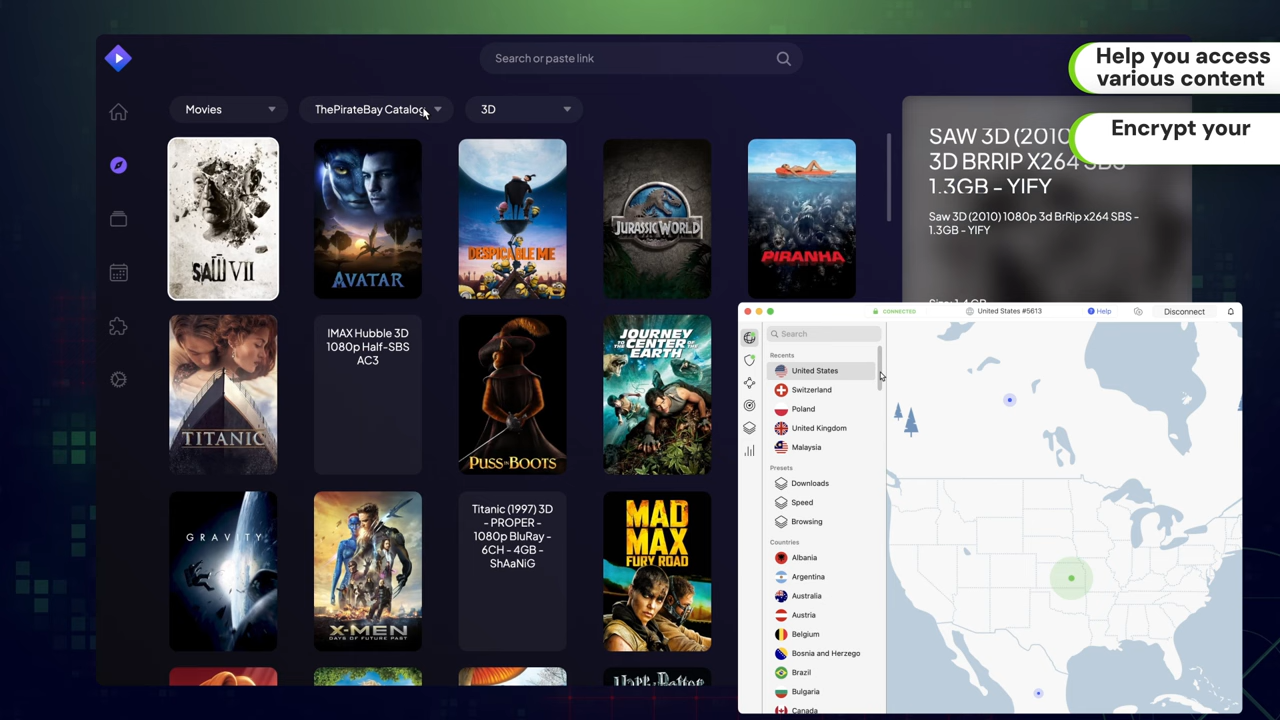 Search or paste link
Help you access
various content
Encrypt your
Movies
ThePirateBay Catalog
3D
SAW 3D (2010
3D BRRIP X264 SBS -
1.3GB - YIFY
Saw 3D (2010) 1080p 3d BrRip x264 SBS -
1.3GB - YIFY
SAW VII
AVATAR
DESPICABLE ME
JURASSIC WORLD
PIRANHA
TITANIC
IMAX Hubble 3D
1080p Half-SBS
AC3
PUSS IN BOOTS
JOURNEY
TO THE CENTER OF THE
EARTH
GRAVITY
X-MEN
DAYS OF FUTURE PAST
Titanic (1997) 3D
- PROPER -
1080p BluRay -
6CH - 4GB -
ShAaNiG
MAD
MAX
FURY ROAD
Harry Potter
CONNECTED
United States #5613
Help
Disconnect
Search
Recents
United States
Switzerland
Poland
United Kingdom
Malaysia
Presets
Downloads
Speed
Browsing
Countries
Albania
Argentina
Australia
Austria
Belgium
Bosnia and Herzego
Brazil
Bulgaria
Canada